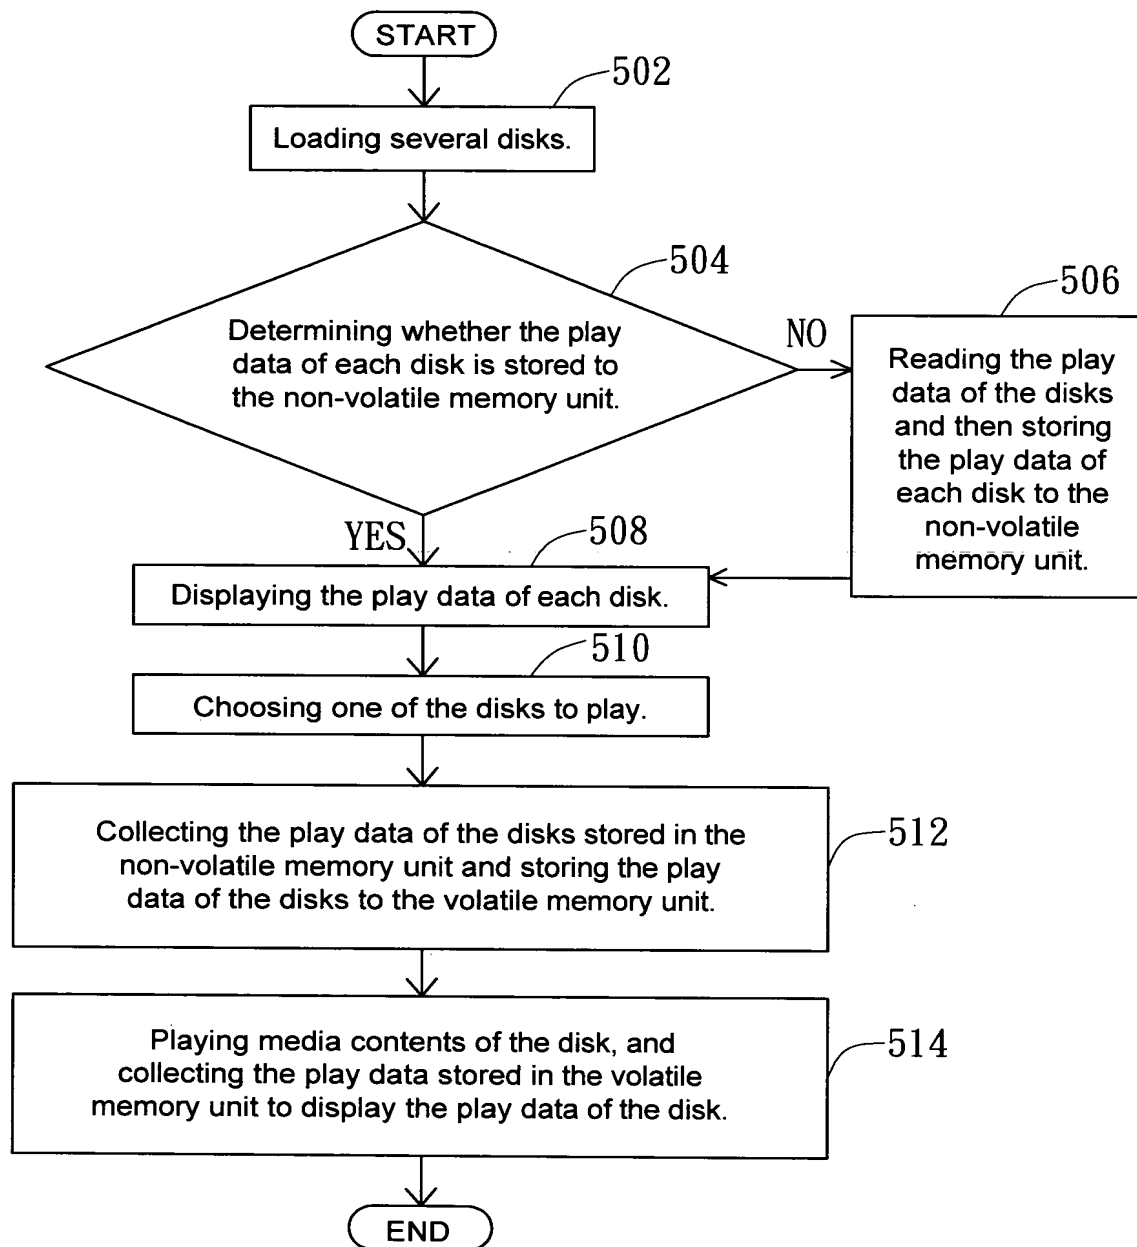 START
502
Loading several disks.
504
Determining whether the play
data of each disk is stored to
the non-volatile memory unit.
NO
506
Reading the play
data of the disks
and then storing
the play data of
each disk to the
non-volatile
memory unit.
YES
508
Displaying the play data of each disk.
510
Choosing one of the disks to play.
512
Collecting the play data of the disks stored in the
non-volatile memory unit and storing the play
data of the disks to the volatile memory unit.
514
Playing media contents of the disk, and
collecting the play data stored in the volatile
memory unit to display the play data of the disk.
END